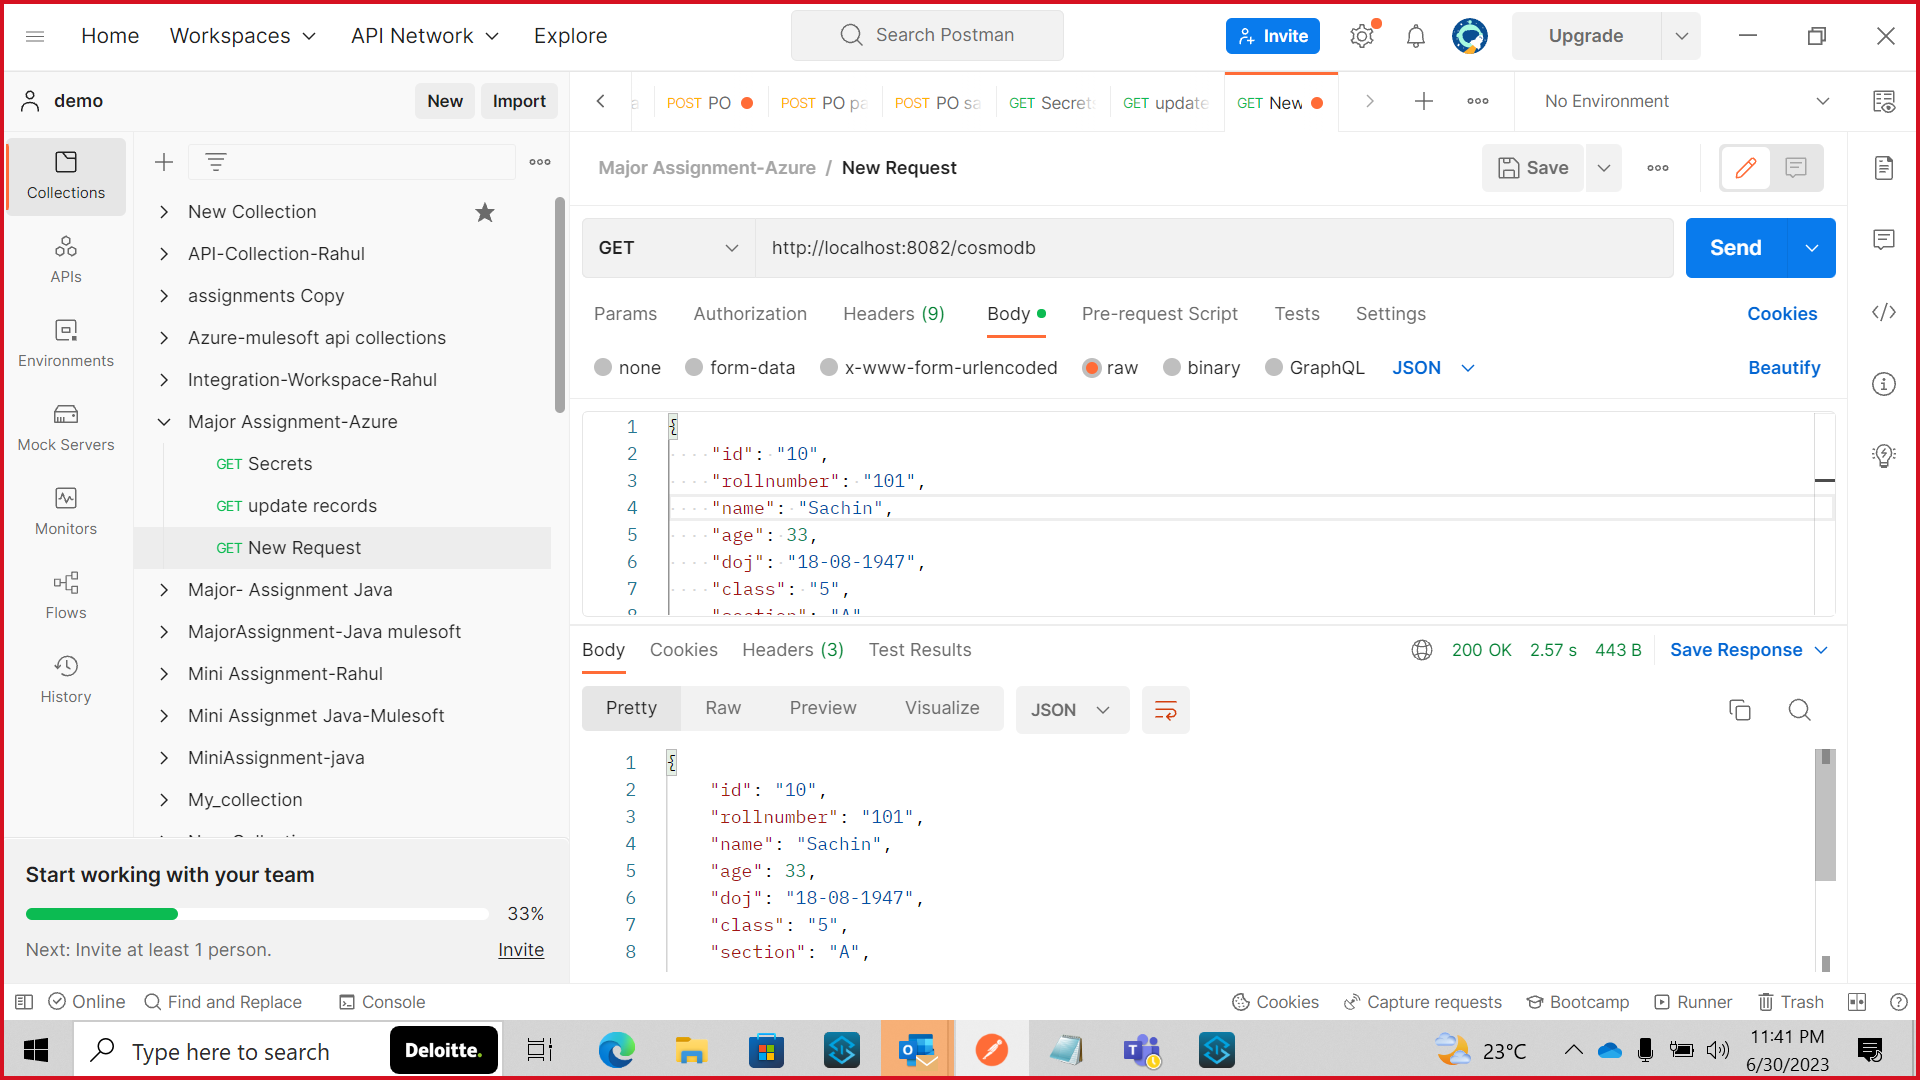 Home Workspaces API Network Explore Search Postman Invite Upgrade
demo New Import
POST PO POST PO pa POST PO sa GET Secret GET update GET New No Environment
Major Assignment-Azure / New Request Save
GET http://localhost:8082/cosmodb Send
Params Authorization Headers (9) Body Pre-request Script Tests Settings Cookies
none form-data x-www-form-urlencoded raw binary GraphQL JSON Beautify
Collections
APIs
Environments
Mock Servers
Monitors
Flows
History
New Collection
API-Collection-Rahul
assignments Copy
Azure-mulesoft api collections
Integration-Workspace-Rahul
Major Assignment-Azure
GET Secrets
GET update records
GET New Request
Major- Assignment Java
MajorAssignment-Java mulesoft
Mini Assignment-Rahul
Mini Assignmet Java-Mulesoft
MiniAssignment-java
My_collection
1 {
2 "id": "10",
3 "rollnumber": "101",
4 "name": "Sachin",
5 "age": 33,
6 "doj": "18-08-1947",
7 "class": "5",
8 "section": "A"
Body Cookies Headers (3) Test Results 200 OK 2.57 s 443 B Save Response
Pretty Raw Preview Visualize JSON
1 {
2 "id": "10",
3 "rollnumber": "101",
4 "name": "Sachin",
5 "age": 33,
6 "doj": "18-08-1947",
7 "class": "5",
8 "section": "A",
Start working with your team
33%
Next: Invite at least 1 person. Invite
Online Find and Replace Console Cookies Capture requests Bootcamp Runner Trash
Type here to search Deloitte. 23°C 11:41 PM
6/30/2023